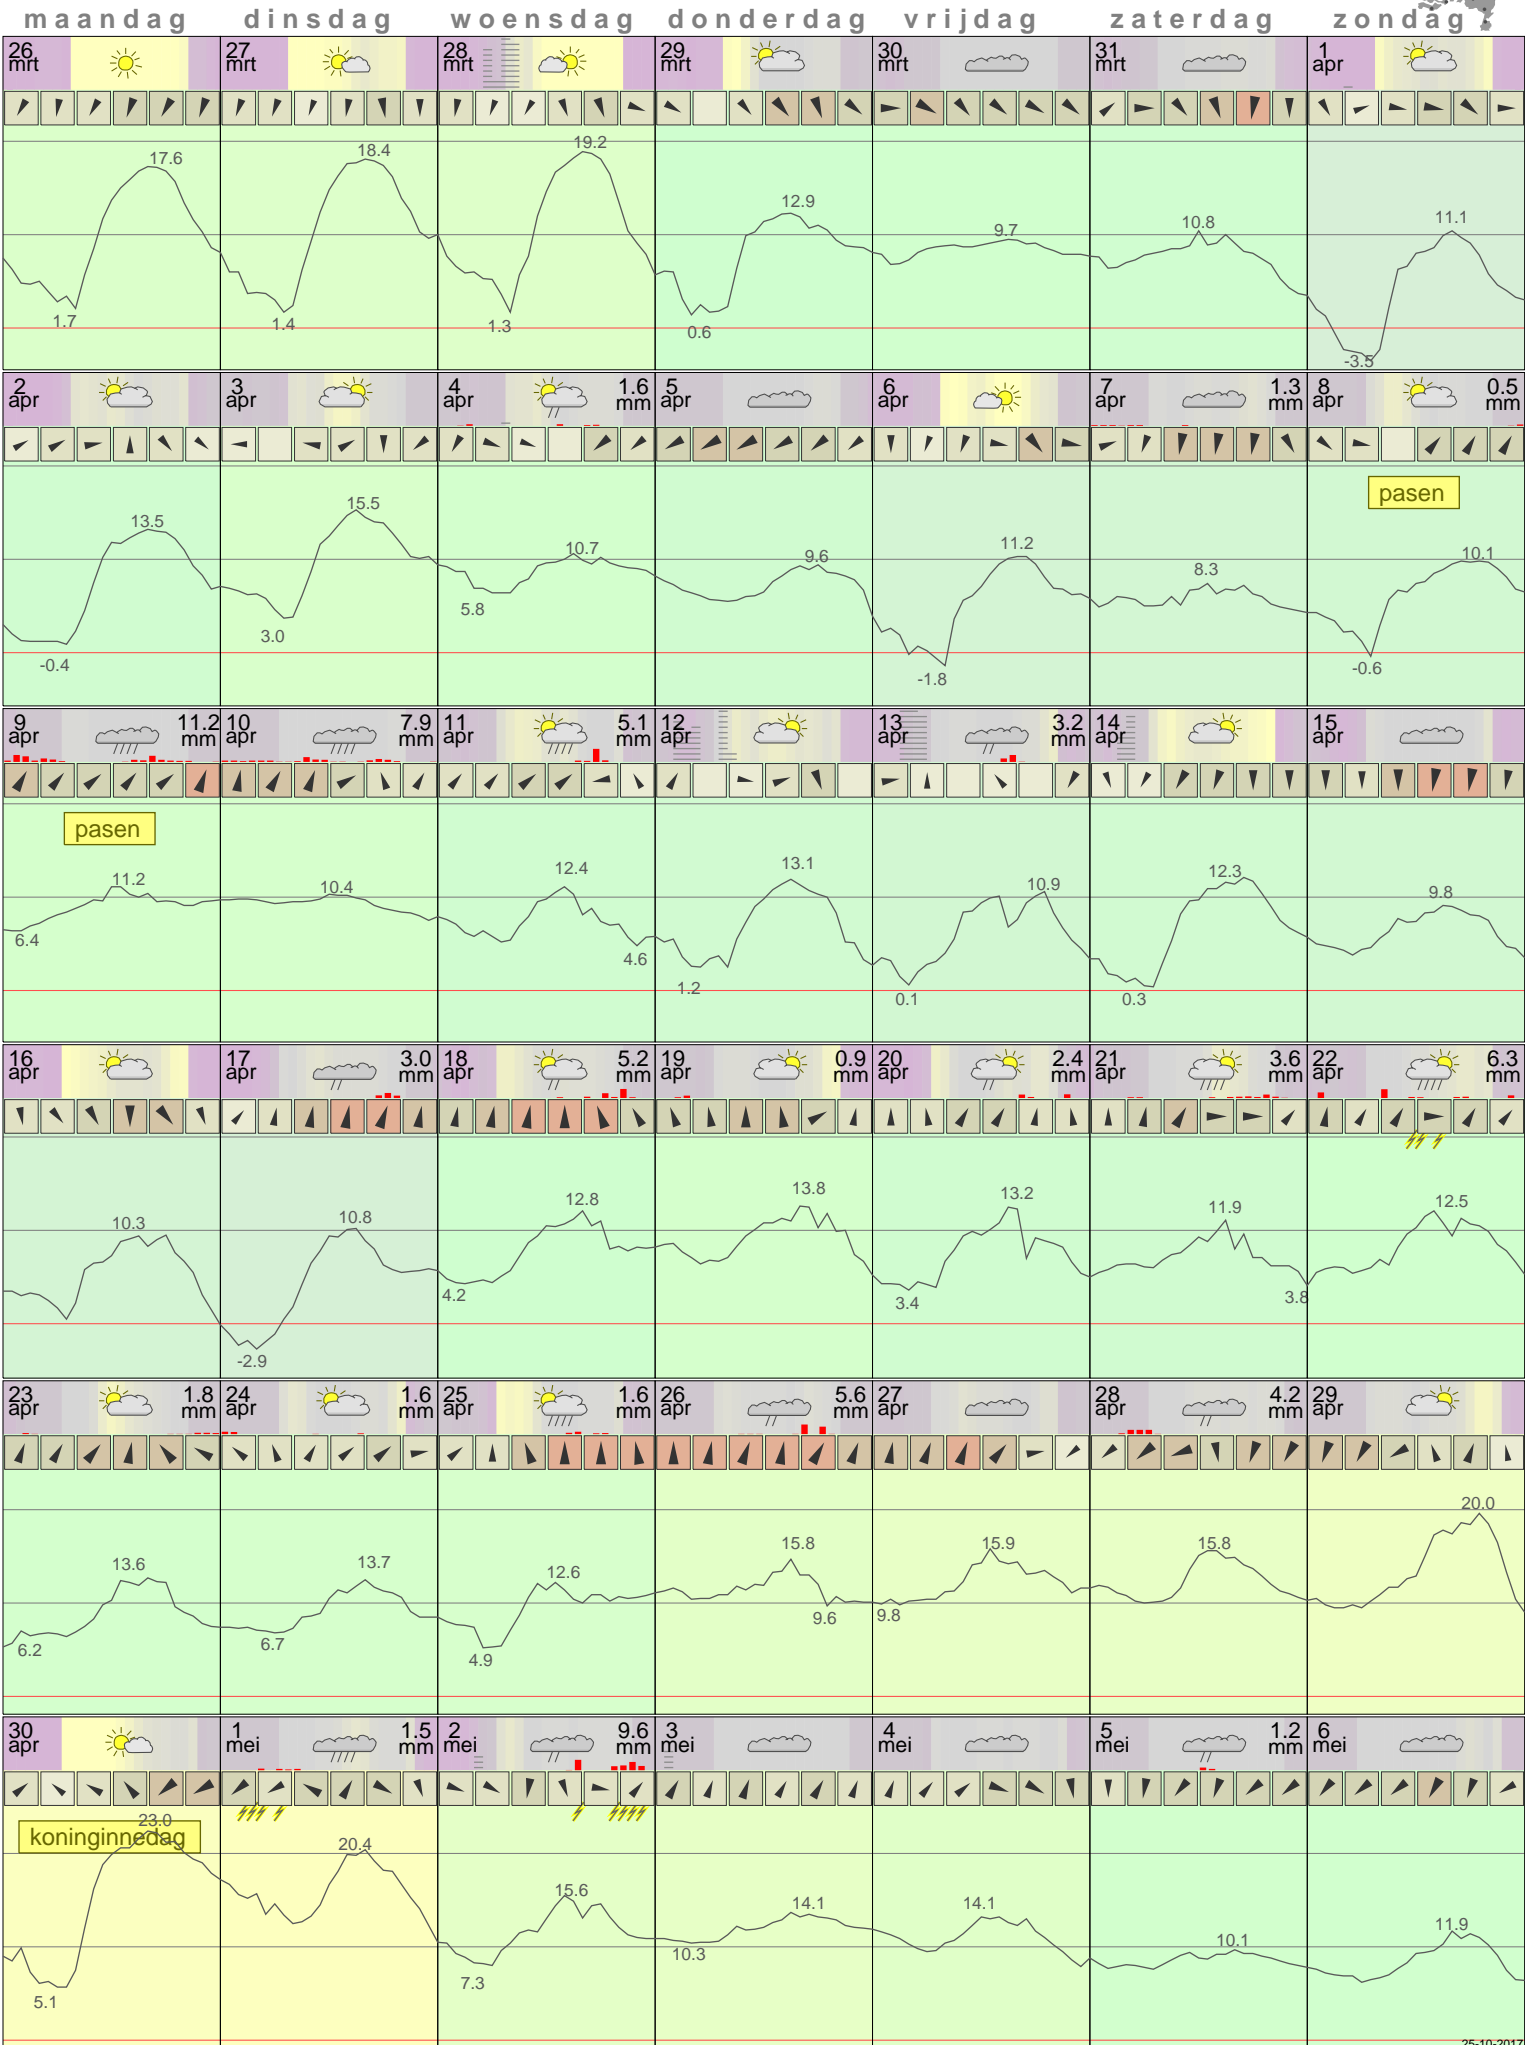 maandag dinsdag woensdag donderdag vrijdag zaterdag zondag
26 27 28 29 30 31 1
mrt mrt mrt mrt mrt mrt apr
17.6 18.4 19.2 12.9 9.7 10.8 11.1
1.7 1.4 1.3 0.6 -3.5
2 3 4 1.6 5 6 7 1.3 8 0.5
apr apr apr mm apr apr apr mm apr mm
pasen
13.5 15.5 10.7 9.6 11.2 8.3 10.1
-0.4 3.0 5.8 -1.8 -0.6
9 11.2 10 7.9 11 5.1 12 13 3.2 14 15
apr mm apr mm apr mm apr apr mm apr apr
pasen
11.2 10.4 12.4 13.1 10.9 12.3 9.8
6.4 4.6 1.2 0.1 0.3
16 17 3.0 18 5.2 19 0.9 20 2.4 21 3.6 22 6.3
apr apr mm apr mm apr mm apr mm apr mm apr mm
10.3 10.8 12.8 13.8 13.2 11.9 12.5
-2.9 4.2 3.4 3.8
23 1.8 24 1.6 25 1.6 26 5.6 27 28 4.2 29
apr mm apr mm apr mm apr mm apr apr mm apr
13.6 13.7 12.6 15.8 15.9 15.8 20.0
6.2 6.7 4.9 9.6 9.8
30 1 1.5 2 9.6 3 4 5 1.2 6
apr mei mm mei mm mei mei mei mm mei
koninginnedag
23.0 20.4 15.6 14.1 14.1 10.1 11.9
5.1 7.3 10.3
25-10-2017